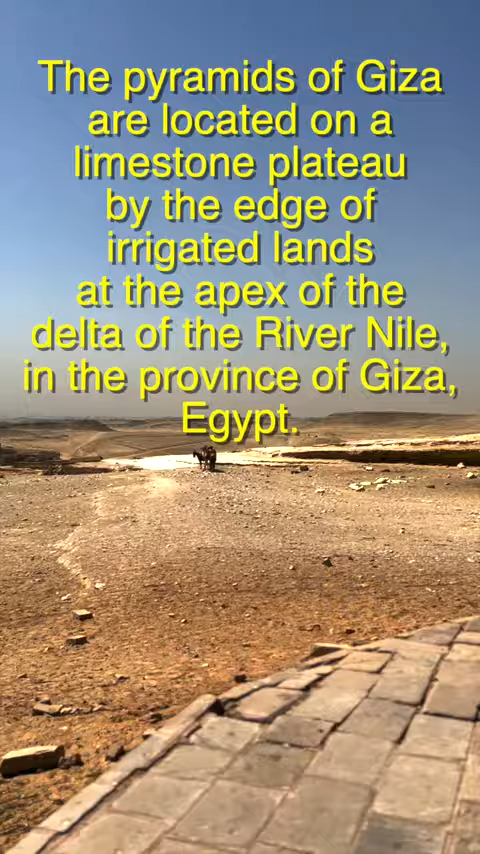 The pyramids of Giza
are located on a
limestone plateau
by the edge of
irrigated lands
at the apex of the
delta of the River Nile,
in the province of Giza,
Egypt.